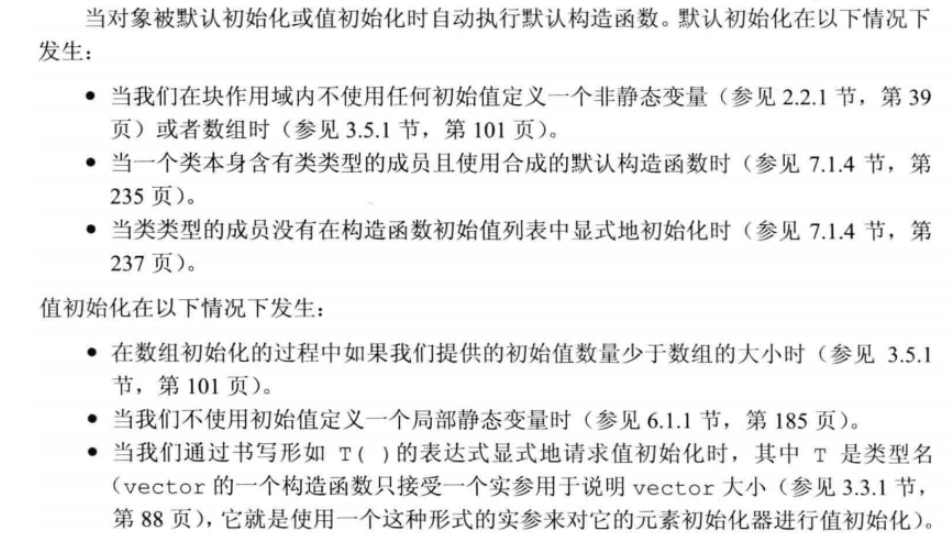 当对象被默认初始化或值初始化时自动执行默认构造函数。默认初始化在以下情况下
发生：
● 当我们在块作用域内不使用任何初始值定义一个非静态变量（参见 2.2.1 节，第 39
页）或者数组时（参见 3.5.1 节，第 101 页）。
● 当一个类本身含有类类型的成员且使用合成的默认构造函数时（参见 7.1.4 节，第
235 页）。
● 当类类型的成员没有在构造函数初始值列表中显式地初始化时（参见 7.1.4 节，第
237 页）。
值初始化在以下情况下发生：
● 在数组初始化的过程中如果我们提供的初始值数量少于数组的大小时（参见 3.5.1
节，第 101 页）。
● 当我们不使用初始值定义一个局部静态变量时（参见 6.1.1 节，第 185 页）。
● 当我们通过书写形如 T( )的表达式显式地请求值初始化时，其中 T 是类型名
（vector 的一个构造函数只接受一个实参用于说明 vector 大小（参见 3.3.1 节，
第 88 页），它就是使用一个这种形式的实参来对它的元素初始化器进行值初始化）。